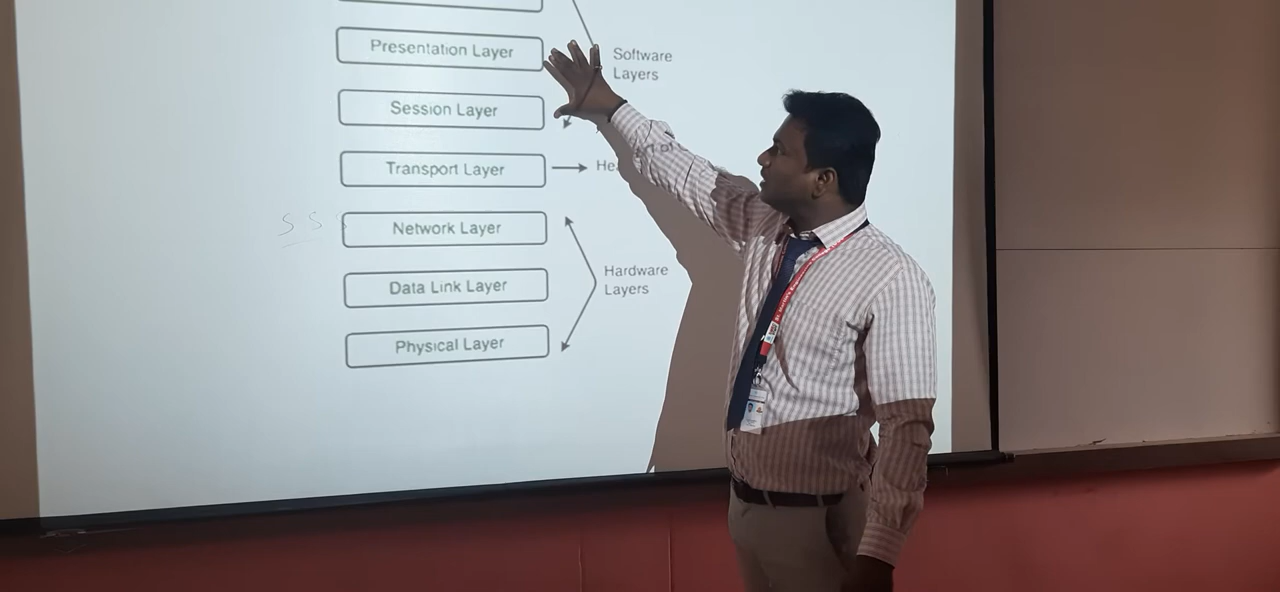 Presentation Layer
Software
Layers
Session Layer
Transport Layer
S S
Network Layer
Hardware
Layers
Data Link Layer
Physical Layer